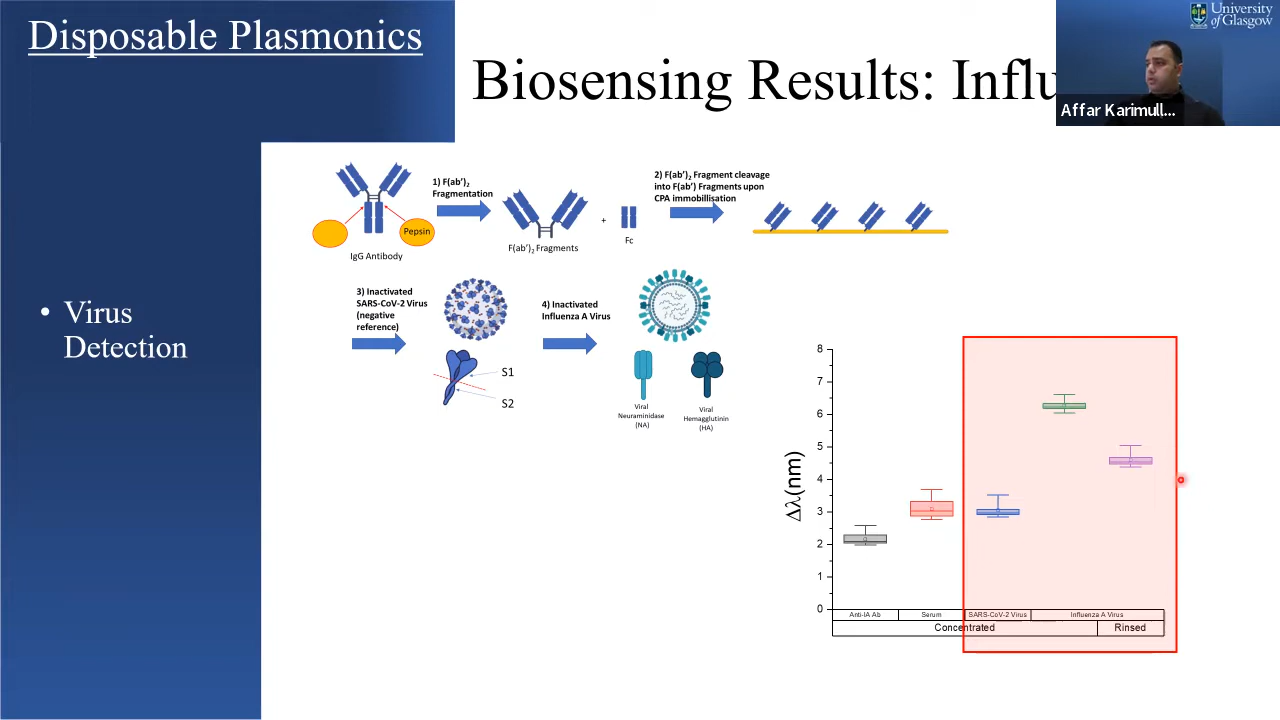 Disposable Plasmonics
Biosensing Results: Influ
University
of Glasgow
Affar Karimull...
• Virus
Detection
1) F(ab’)₂
Fragmentation
Pepsin
IgG Antibody
F(ab’)₂ Fragments
+
Fc
2) F(ab’)₂ Fragment cleavage
into F(ab’) Fragments upon
CPA immobillisation
3) Inactivated
SARS-CoV-2 Virus
(negative
reference)
S1
S2
4) Inactivated
Influenza A Virus
Viral
Neuraminidase
(NA)
Viral
Hemagglutinin
(HA)
Δλ(nm)
8
7
6
5
4
3
2
1
0
Anti-IA Ab Serum SARS-CoV-2 Virus Influenza A Virus
Concentrated Rinsed